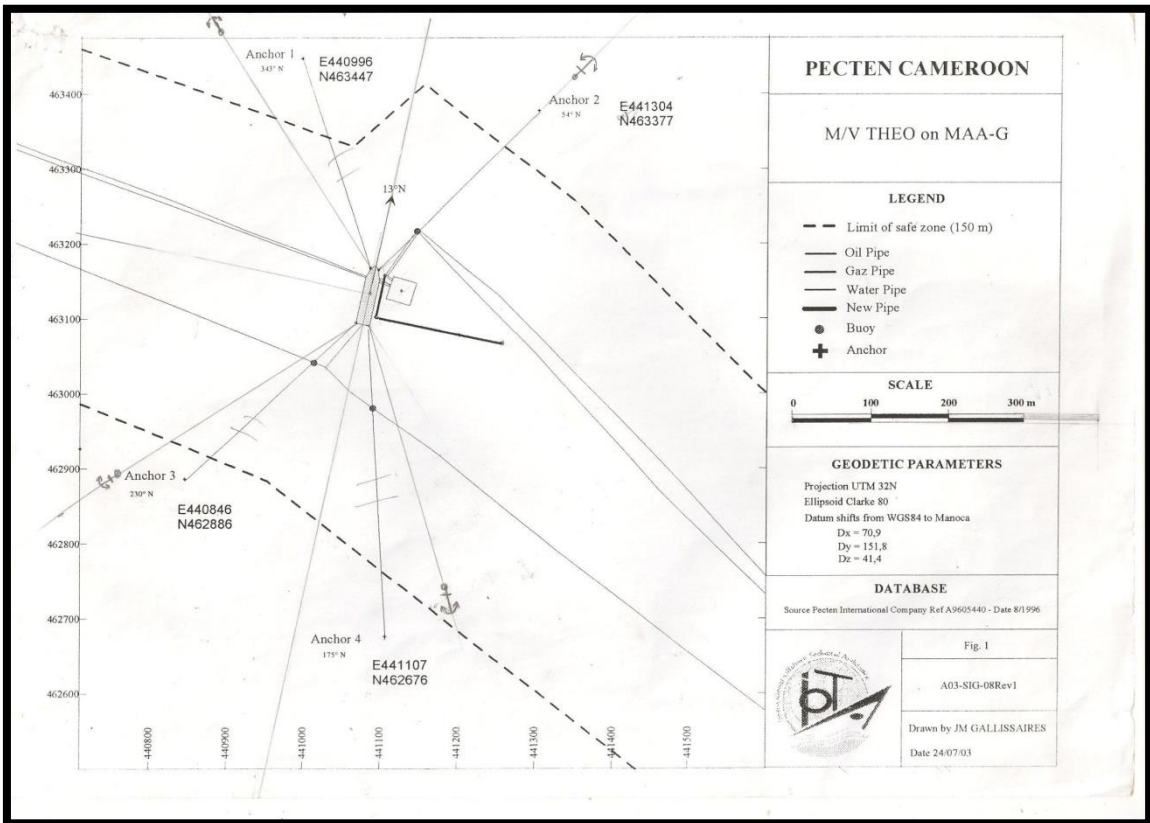 Anchor 1
343° N
E440996
N463447
Anchor 2
54° N
E441304
N463377
13°N
Anchor 3
230° N
E440846
N462886
Anchor 4
175° N
E441107
N462676
463400
463300
463200
463100
463000
462900
462800
462700
462600
440800
440900
441000
441100
441200
441300
441400
441500
PECTEN CAMEROON
M/V THEO on MAA-G
LEGEND
Limit of safe zone (150 m)
Oil Pipe
Gaz Pipe
Water Pipe
New Pipe
Buoy
Anchor
SCALE
0 100 200 300 m
GEODETIC PARAMETERS
Projection UTM 32N
Ellipsoid Clarke 80
Datum shifts from WGS84 to Manoca
Dx = 70,9
Dy = 151,8
Dz = 41,4
DATABASE
Source Pecten International Company Ref A9605440 - Date 8/1996
Fig. 1
A03-SIG-08Rev1
Drawn by JM GALLISSAIRES
Date 24/07/03